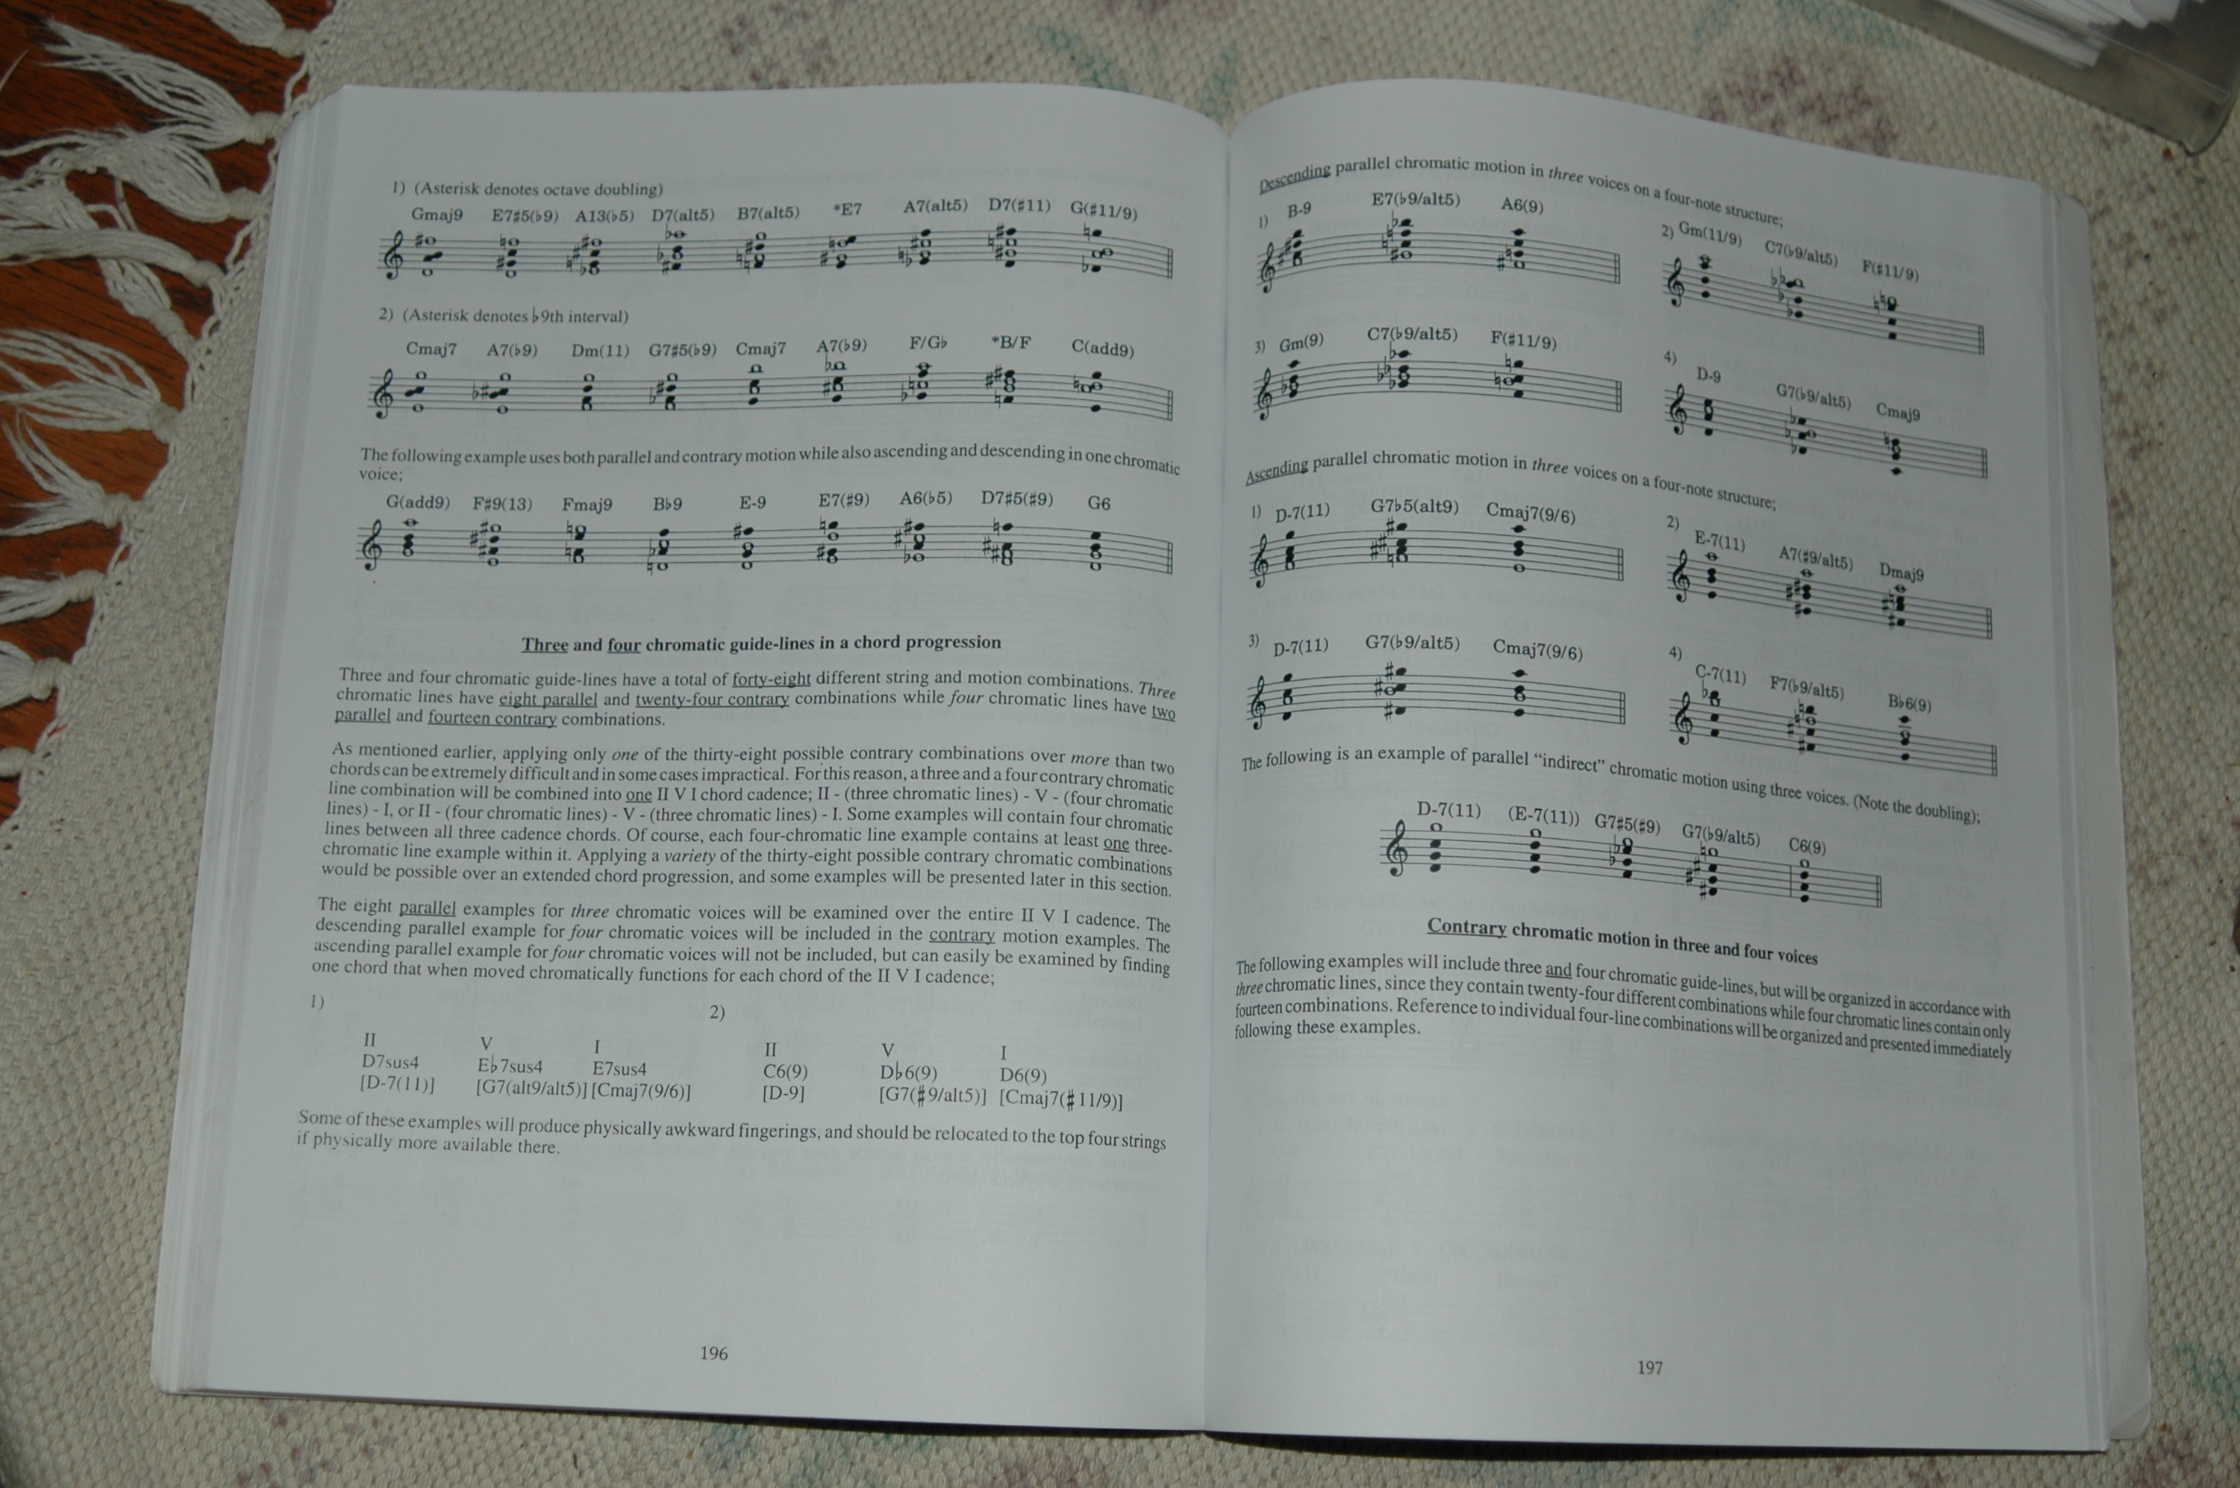 1) (Asterisk denotes octave doubling)
Gmaj9 E7♯5(♭9) A13(♭5) D7(alt5) B7(alt5) *E7 A7(alt5) D7(♯11) G(♯11/9)
2) (Asterisk denotes ♭9th interval)
Cmaj7 A7(♭9) Dm(11) G7♯5(♭9) Cmaj7 A7(♭9) F/G♭ *B/F C(add9)
The following example uses both parallel and contrary motion while also ascending and descending in one chromatic
voice;
G(add9) F♯9(13) Fmaj9 B♭9 E-9 E7(♯9) A6(♭5) D7♯5(♯9) G6
Three and four chromatic guide-lines in a chord progression
Three and four chromatic guide-lines have a total of forty-eight different string and motion combinations. Three
chromatic lines have eight parallel and twenty-four contrary combinations while four chromatic lines have two
parallel and fourteen contrary combinations.
As mentioned earlier, applying only one of the thirty-eight possible contrary combinations over more than two
chords can be extremely difficult and in some cases impractical. For this reason, a three and a four contrary chromatic
line combination will be combined into one II V I chord cadence; II - (three chromatic lines) - V - (four chromatic
lines) - I, or II - (four chromatic lines) - V - (three chromatic lines) - I. Some examples will contain four chromatic
lines between all three cadence chords. Of course, each four-chromatic line example contains at least one three-
chromatic line example within it. Applying a variety of the thirty-eight possible contrary chromatic combinations
would be possible over an extended chord progression, and some examples will be presented later in this section.
The eight parallel examples for three chromatic voices will be examined over the entire II V I cadence. The
descending parallel example for four chromatic voices will be included in the contrary motion examples. The
ascending parallel example for four chromatic voices will not be included, but can easily be examined by finding
one chord that when moved chromatically functions for each chord of the II V I cadence;
1) 2)
II V I II V I
D7sus4 E♭7sus4 E7sus4 C6(9) D♭6(9) D6(9)
[D-7(11)] [G7(alt9/alt5)] [Cmaj7(9/6)] [D-9] [G7(♯9/alt5)] [Cmaj7(♯11/9)]
Some of these examples will produce physically awkward fingerings, and should be relocated to the top four strings
if physically more available there.
196
Descending parallel chromatic motion in three voices on a four-note structure;
1) B-9 E7(♭9/alt5) A6(9)
2) Gm(11/9) C7(♭9/alt5) F(♯11/9)
3) Gm(9) C7(♭9/alt5) F(♯11/9)
4) D-9 G7(♭9/alt5) Cmaj9
Ascending parallel chromatic motion in three voices on a four-note structure;
1) D-7(11) G7♭5(alt9) Cmaj7(9/6)
2) E-7(11) A7(♯9/alt5) Dmaj9
3) D-7(11) G7(♭9/alt5) Cmaj7(9/6)
4) C-7(11) F7(♭9/alt5) B♭6(9)
The following is an example of parallel “indirect” chromatic motion using three voices. (Note the doubling);
D-7(11) (E-7(11)) G7♯5(♯9) G7(♭9/alt5) C6(9)
Contrary chromatic motion in three and four voices
The following examples will include three and four chromatic guide-lines, but will be organized in accordance with
three chromatic lines, since they contain twenty-four different combinations while four chromatic lines contain only
fourteen combinations. Reference to individual four-line combinations will be organized and presented immediately
following these examples.
197